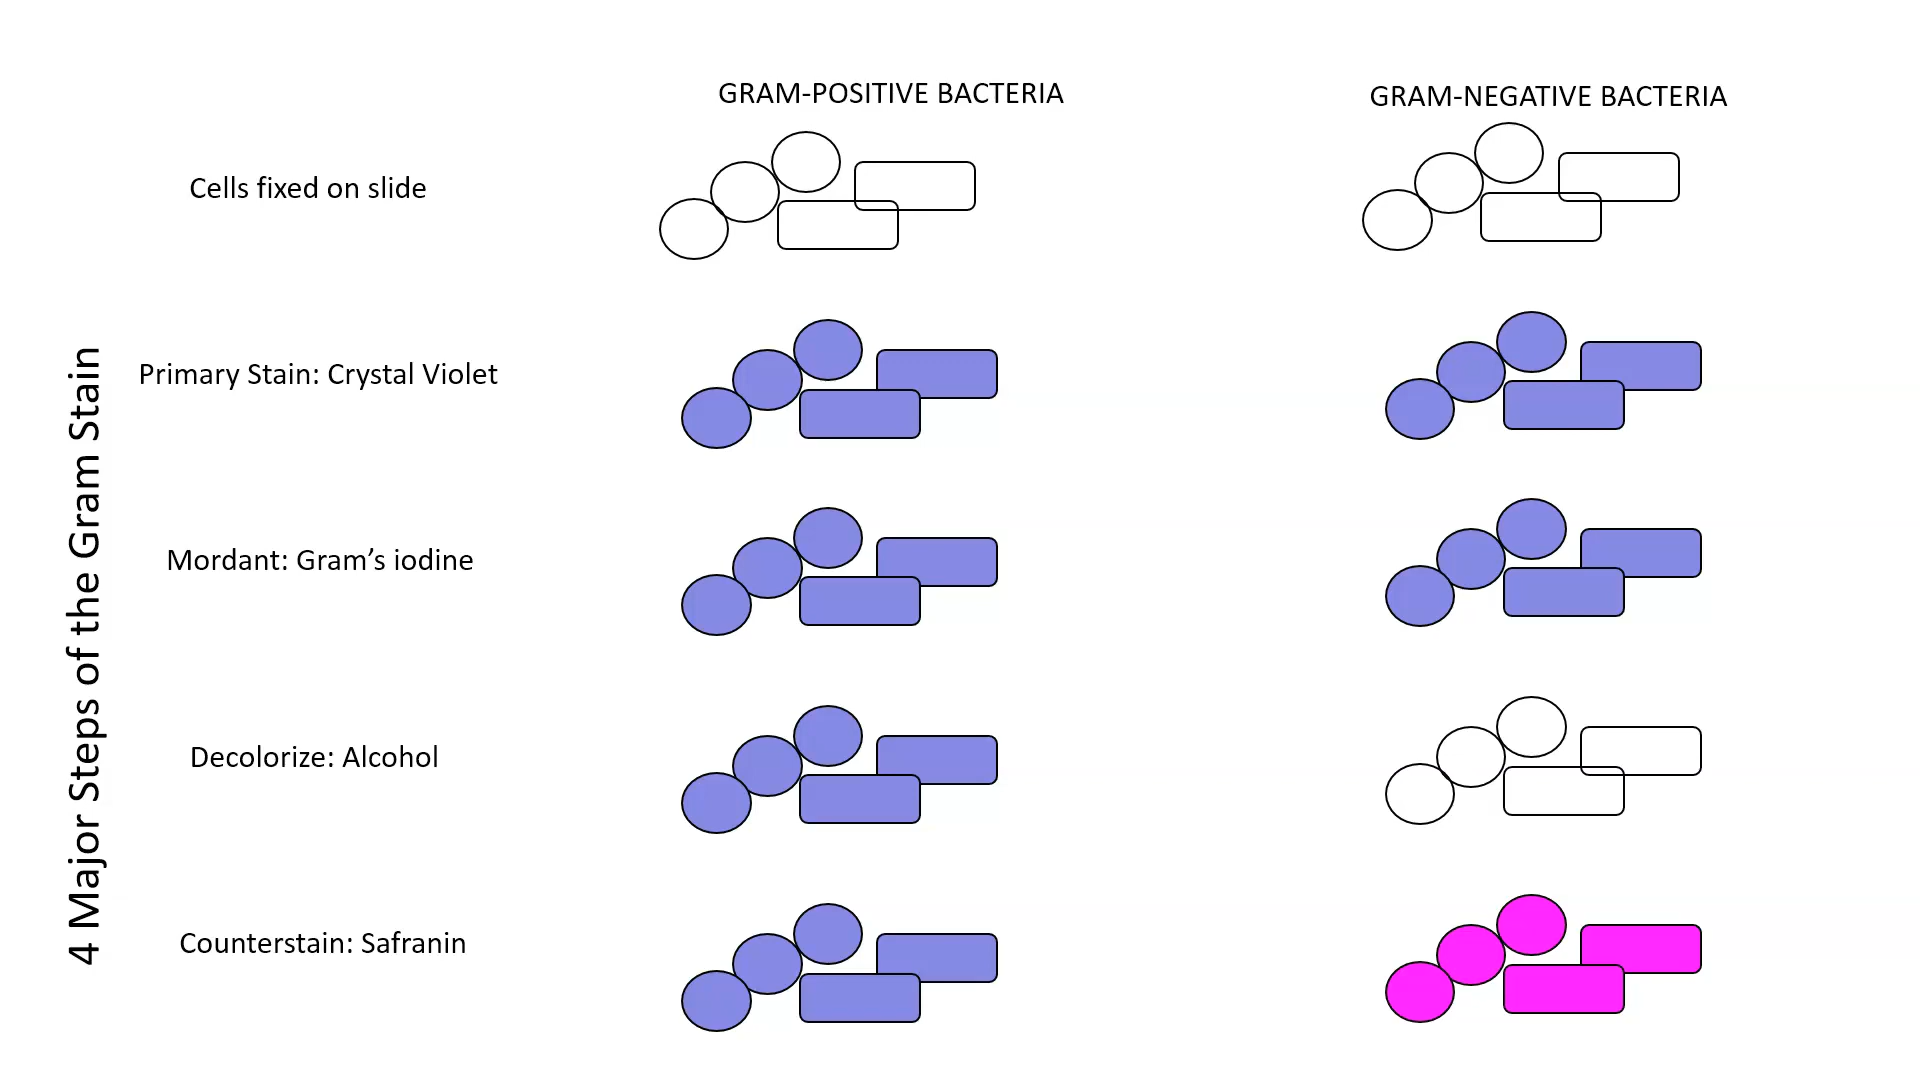 GRAM-POSITIVE BACTERIA
GRAM-NEGATIVE BACTERIA
Cells fixed on slide
4 Major Steps of the Gram Stain
Primary Stain: Crystal Violet
Mordant: Gram’s iodine
Decolorize: Alcohol
Counterstain: Safranin